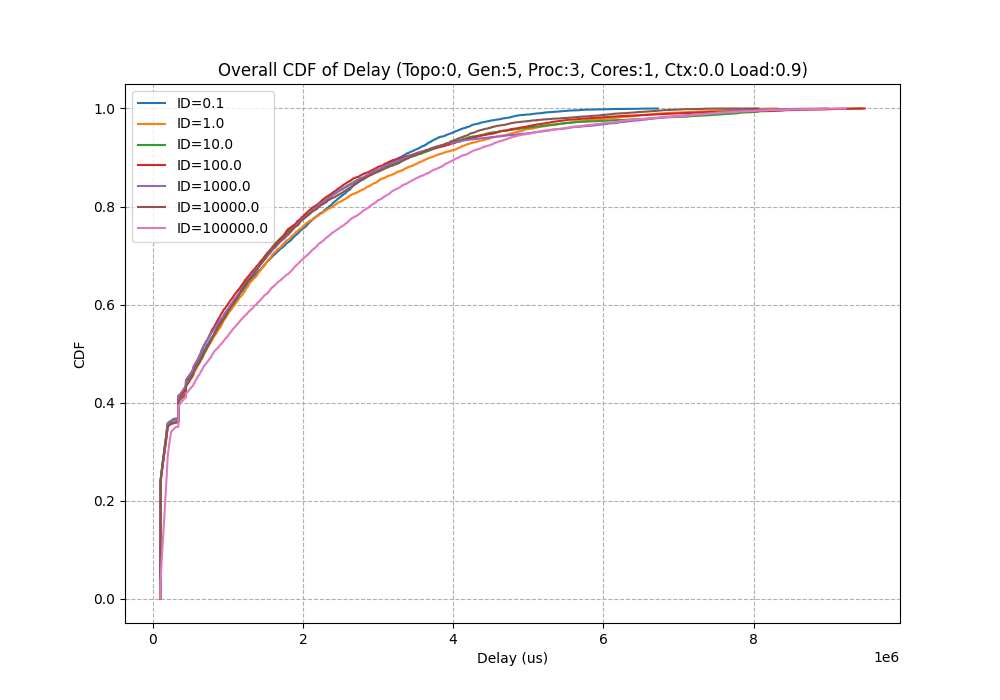 Overall CDF of Delay (Topo:0, Gen:5, Proc:3, Cores:1, Ctx:0.0 Load:0.9)
ID=0.1
ID=1.0
ID=10.0
ID=100.0
ID=1000.0
ID=10000.0
ID=100000.0
CDF
1.0
0.8
0.6
0.4
0.2
0.0
0 2 4 6 8
1e6
Delay (us)